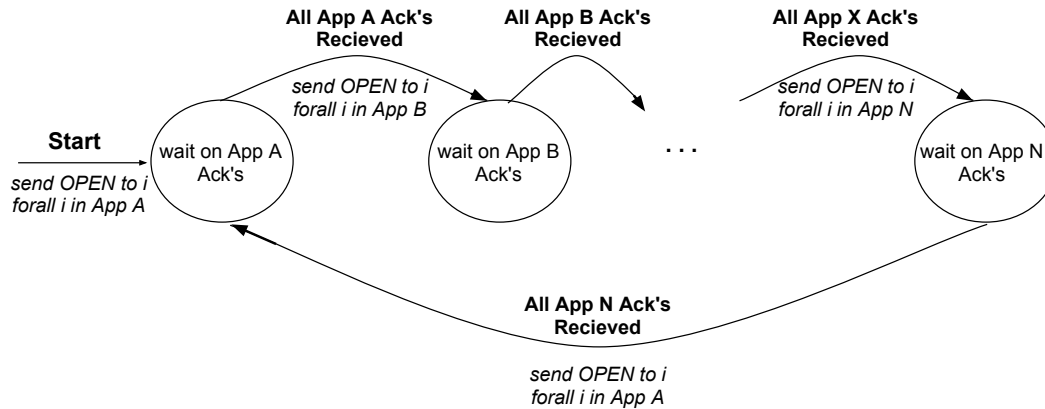 All App A Ack's
Recieved
All App B Ack's
Recieved
All App X Ack's
Recieved
send OPEN to i
forall i in App B
send OPEN to i
forall i in App N
Start
send OPEN to i
forall i in App A
wait on App A
Ack's
wait on App B
Ack's
. . .
wait on App N
Ack's
All App N Ack's
Recieved
send OPEN to i
forall i in App A